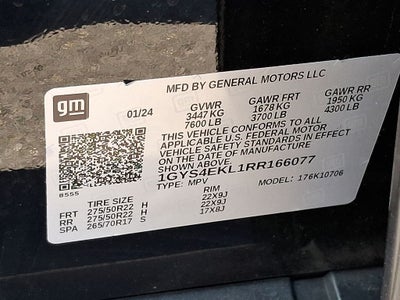 gm
MFD BY GENERAL MOTORS LLC
01/24 GVWR GAWR FRT GAWR RR
3447 KG 1678 KG 1950 KG
7600 LB 3700 LB 4300 LB
THIS VEHICLE CONFORMS TO ALL
APPLICABLE U.S. FEDERAL MOTOR
VEHICLE SAFETY STANDARDS IN EFFECT
ON THE DATE OF MANUFACTURE
SHOWN ABOVE.
1GYS4EKL1RR166077
8555 TYPE: MPV MODEL: 176K10706
TIRE SIZE RIM
FRT 275/50R22 H 22X9J
RR 275/50R22 H 22X9J
SPA 265/70R17 S 17X8J